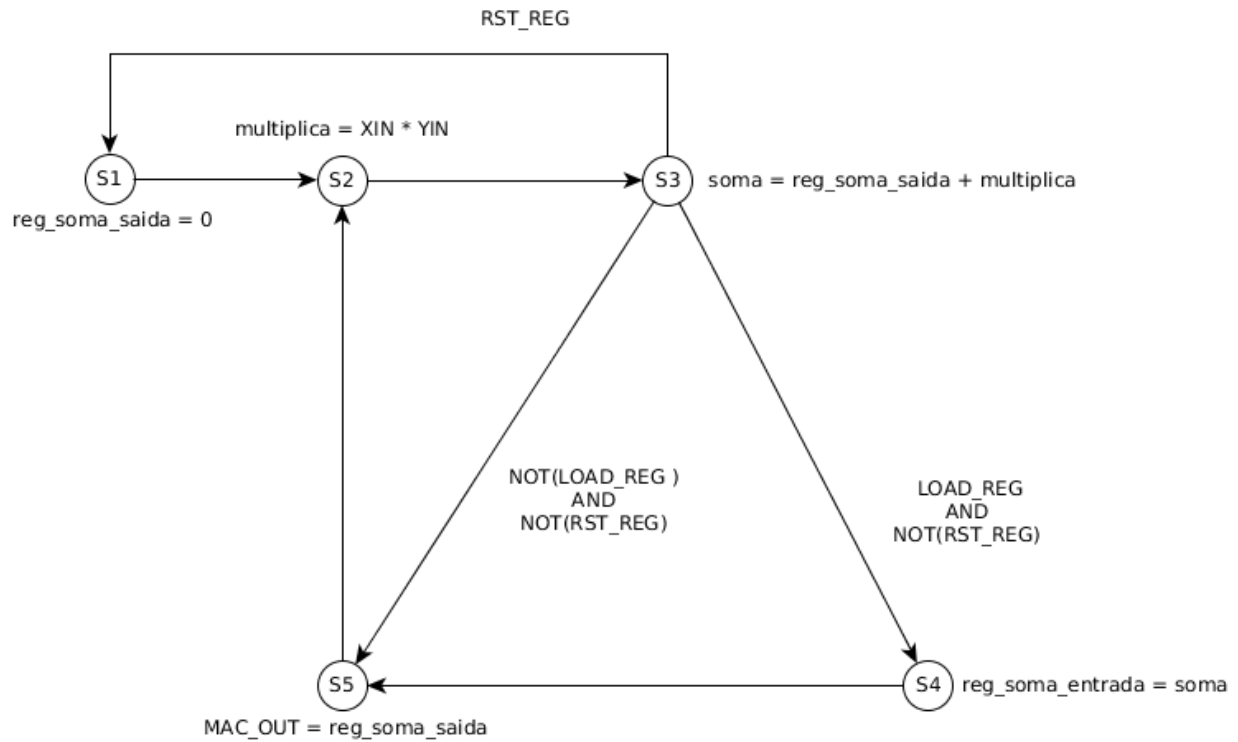 RST_REG
multiplica = XIN * YIN
S1
S2
S3
soma = reg_soma_saida + multiplica
reg_soma_saida = 0
NOT(LOAD_REG )
AND
NOT(RST_REG)
LOAD_REG
AND
NOT(RST_REG)
S5
S4
reg_soma_entrada = soma
MAC_OUT = reg_soma_saida